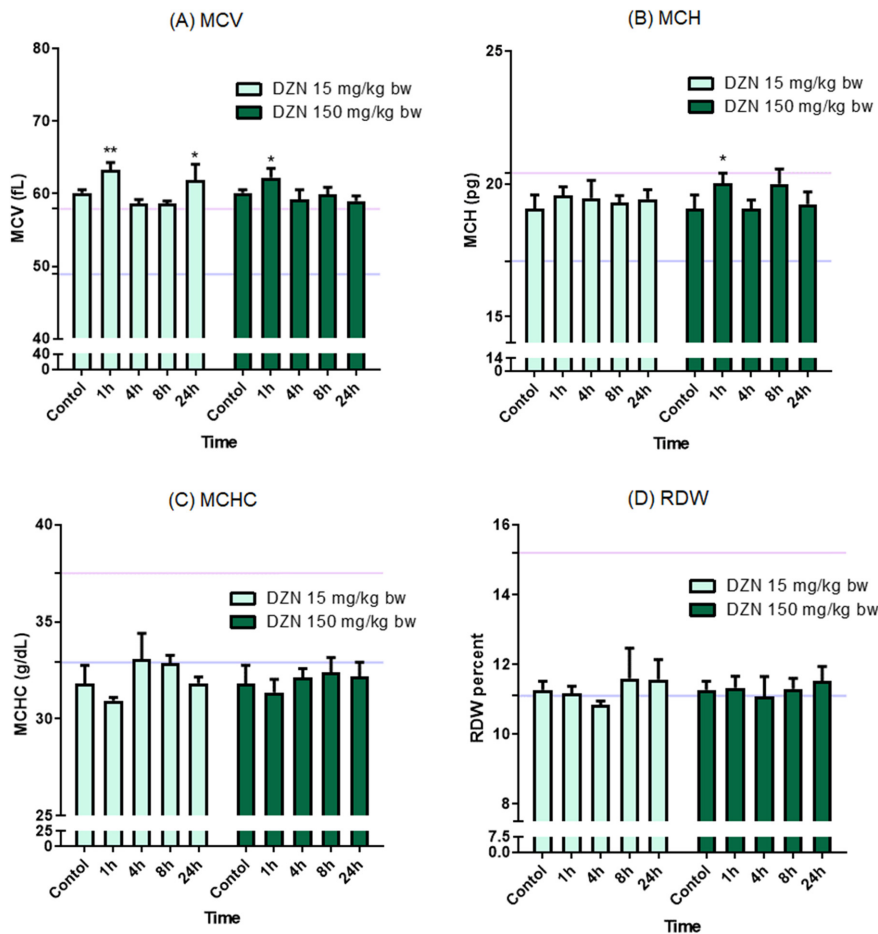 (A) MCV
80
70
60
50
40
40
0
MCV (fL)
DZN 15 mg/kg bw
DZN 150 mg/kg bw
**
*
*
Contol
1h
4h
8h
24h
Contol
1h
4h
8h
24h
Time
(B) MCH
25
20
15
14
0
MCH (pg)
DZN 15 mg/kg bw
DZN 150 mg/kg bw
*
Contol
1h
4h
8h
24h
Contol
1h
4h
8h
24h
Time
(C) MCHC
40
35
30
25
25
0
MCHC (g/dL)
DZN 15 mg/kg bw
DZN 150 mg/kg bw
Contol
1h
4h
8h
24h
Contol
1h
4h
8h
24h
Time
(D) RDW
16
14
12
10
8
7.5
0.0
RDW percent
DZN 15 mg/kg bw
DZN 150 mg/kg bw
Contol
1h
4h
8h
24h
Contol
1h
4h
8h
24h
Time